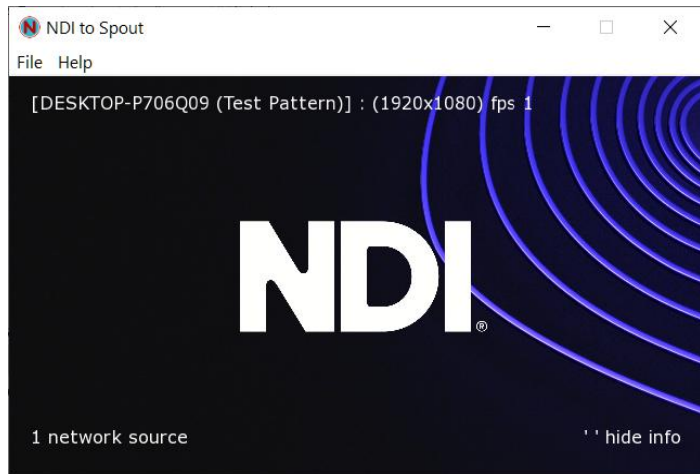 NDI to Spout
File Help
[DESKTOP-P706Q09 (Test Pattern)] : (1920x1080) fps 1
NDI®
1 network source
' ' hide info